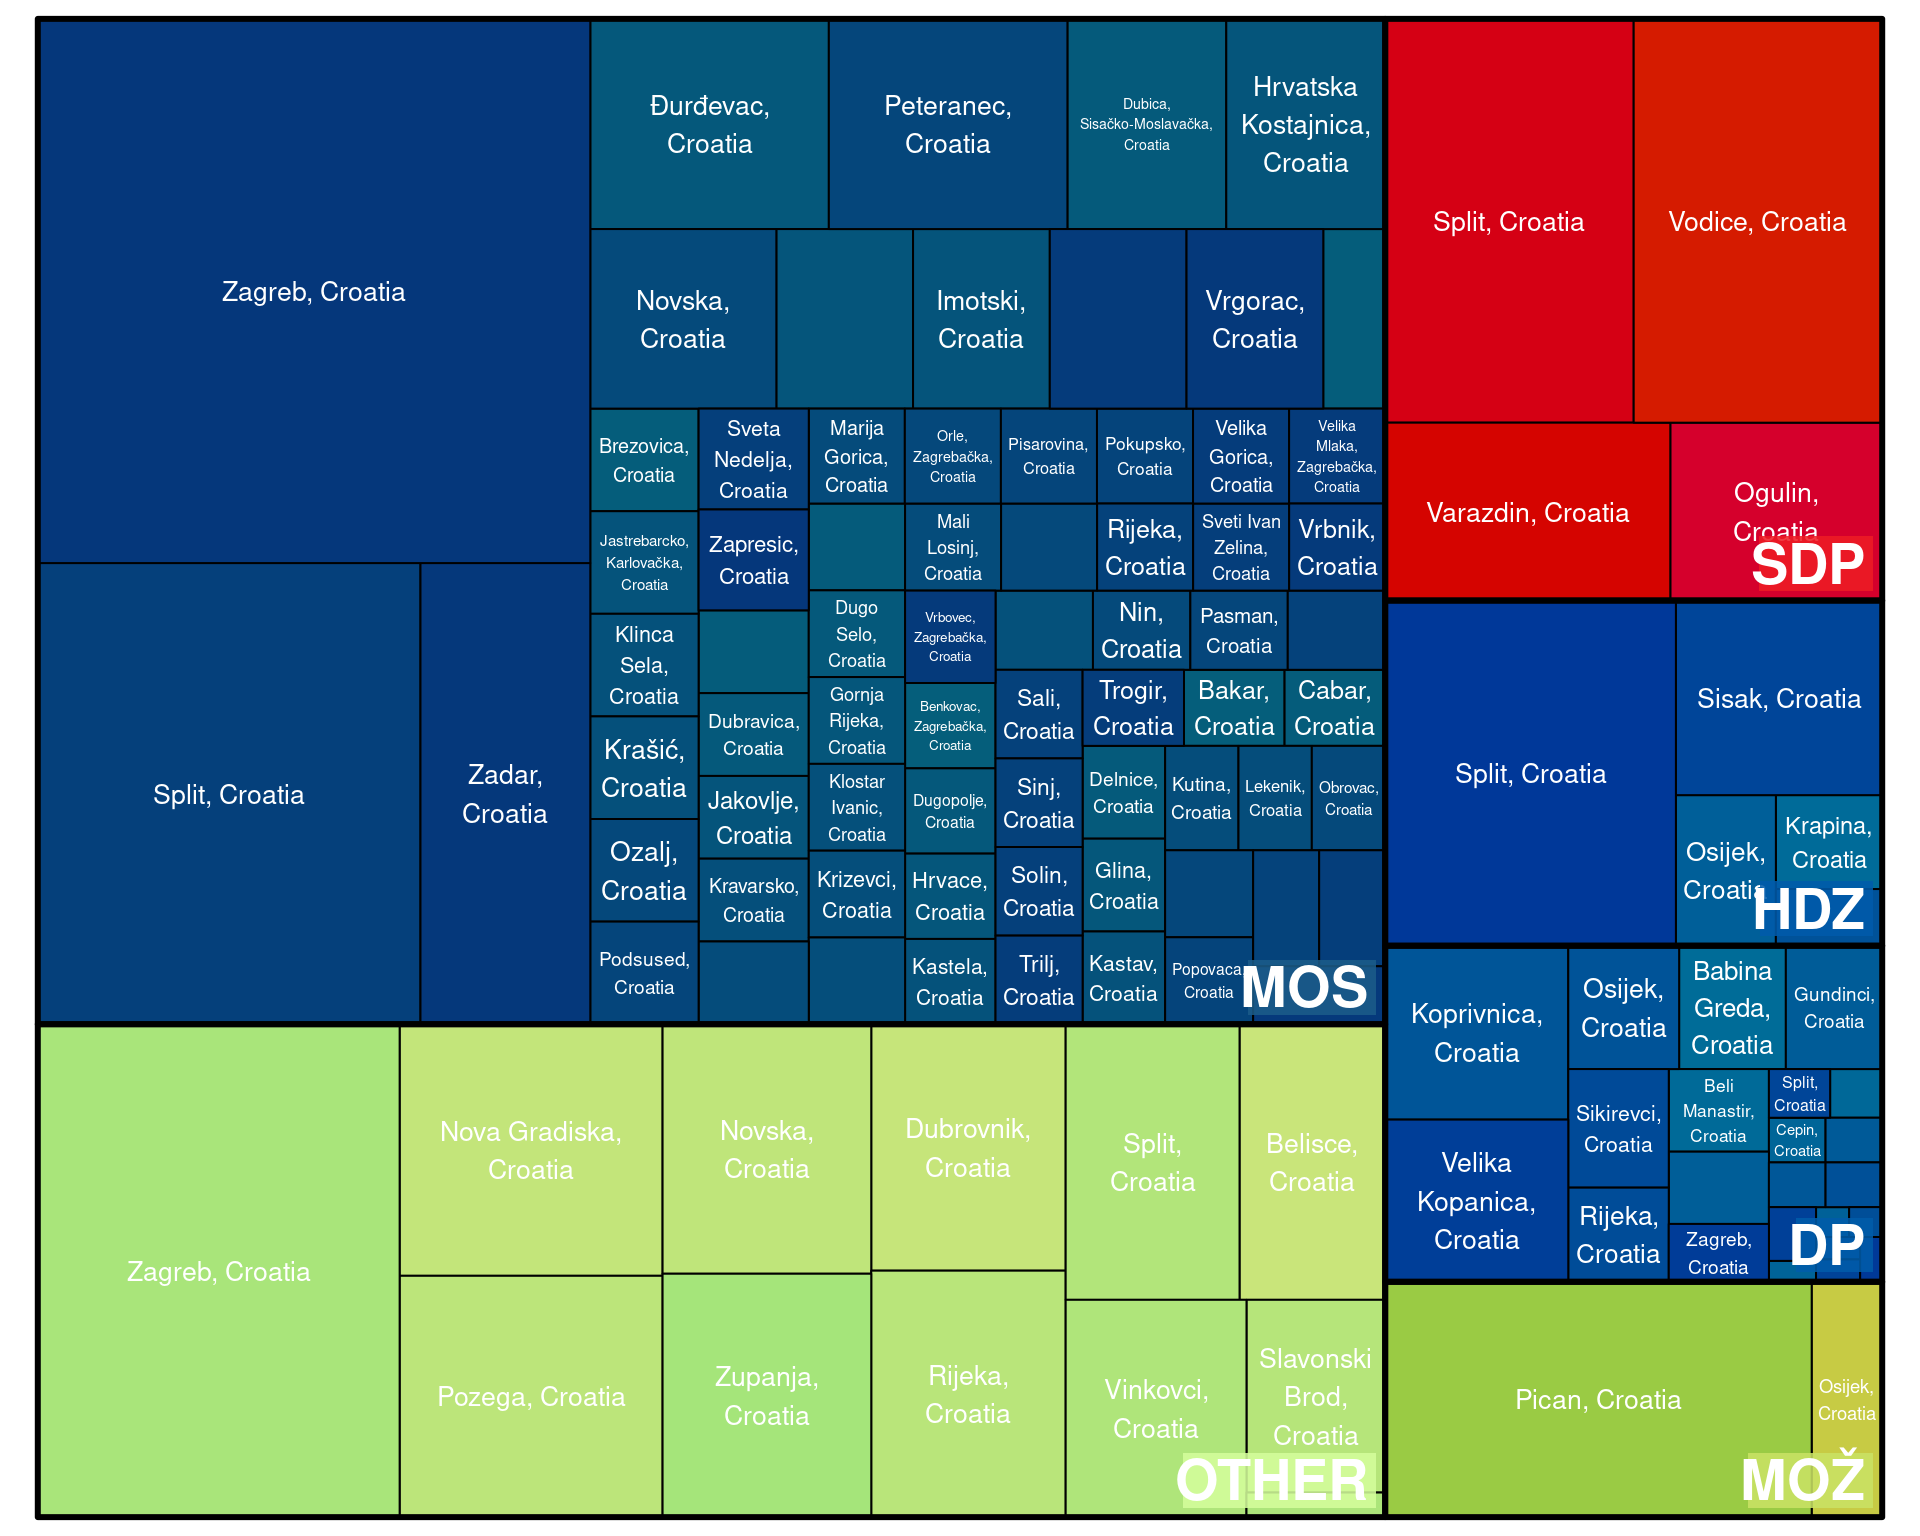 Zagreb, Croatia
Split, Croatia
Zadar,
Croatia
Đurđevac,
Croatia
Peteranec,
Croatia
Dubica,
Sisačko-Moslavačka,
Croatia
Hrvatska
Kostajnica,
Croatia
Novska,
Croatia
Imotski,
Croatia
Vrgorac,
Croatia
Brezovica,
Croatia
Jastrebarcko,
Karlovačka,
Croatia
Klinca
Sela,
Croatia
Krašić,
Croatia
Ozalj,
Croatia
Podsused,
Croatia
Sveta
Nedelja,
Croatia
Zapresic,
Croatia
Dubravica,
Croatia
Jakovlje,
Croatia
Kravarsko,
Croatia
Marija
Gorica,
Croatia
Dugo
Selo,
Croatia
Gornja
Rijeka,
Croatia
Klostar
Ivanic,
Croatia
Krizevci,
Croatia
Orle,
Zagrebačka,
Croatia
Pisarovina,
Croatia
Pokupsko,
Croatia
Velika
Gorica,
Croatia
Velika
Mlaka,
Zagrebačka,
Croatia
Mali
Losinj,
Croatia
Rijeka,
Croatia
Sveti Ivan
Zelina,
Croatia
Vrbnik,
Croatia
Vrbovec,
Zagrebačka,
Croatia
Benkovac,
Zagrebačka,
Croatia
Dugopolje,
Croatia
Hrvace,
Croatia
Kastela,
Croatia
Nin,
Croatia
Pasman,
Croatia
Sali,
Croatia
Sinj,
Croatia
Solin,
Croatia
Trilj,
Croatia
Trogir,
Croatia
Bakar,
Croatia
Cabar,
Croatia
Delnice,
Croatia
Glina,
Croatia
Kastav,
Croatia
Kutina,
Croatia
Lekenik,
Croatia
Obrovac,
Croatia
Popovaca
Croatia
MOS
Zagreb, Croatia
Nova Gradiska,
Croatia
Pozega, Croatia
Novska,
Croatia
Zupanja,
Croatia
Dubrovnik,
Croatia
Rijeka,
Croatia
Split,
Croatia
Belisce,
Croatia
Vinkovci,
Croatia
Slavonski
Brod,
Croatia
OTHER
Split, Croatia
Vodice, Croatia
Varazdin, Croatia
Ogulin,
Croatia
SDP
Split, Croatia
Sisak, Croatia
Osijek,
Croatia
Krapina,
Croatia
HDZ
Koprivnica,
Croatia
Velika
Kopanica,
Croatia
Osijek,
Croatia
Babina
Greda,
Croatia
Gundinci,
Croatia
Sikirevci,
Croatia
Rijeka,
Croatia
Beli
Manastir,
Croatia
Zagreb,
Croatia
Split,
Croatia
Cepin,
Croatia
DP
Pican, Croatia
Osijek,
Croatia
MOŽ